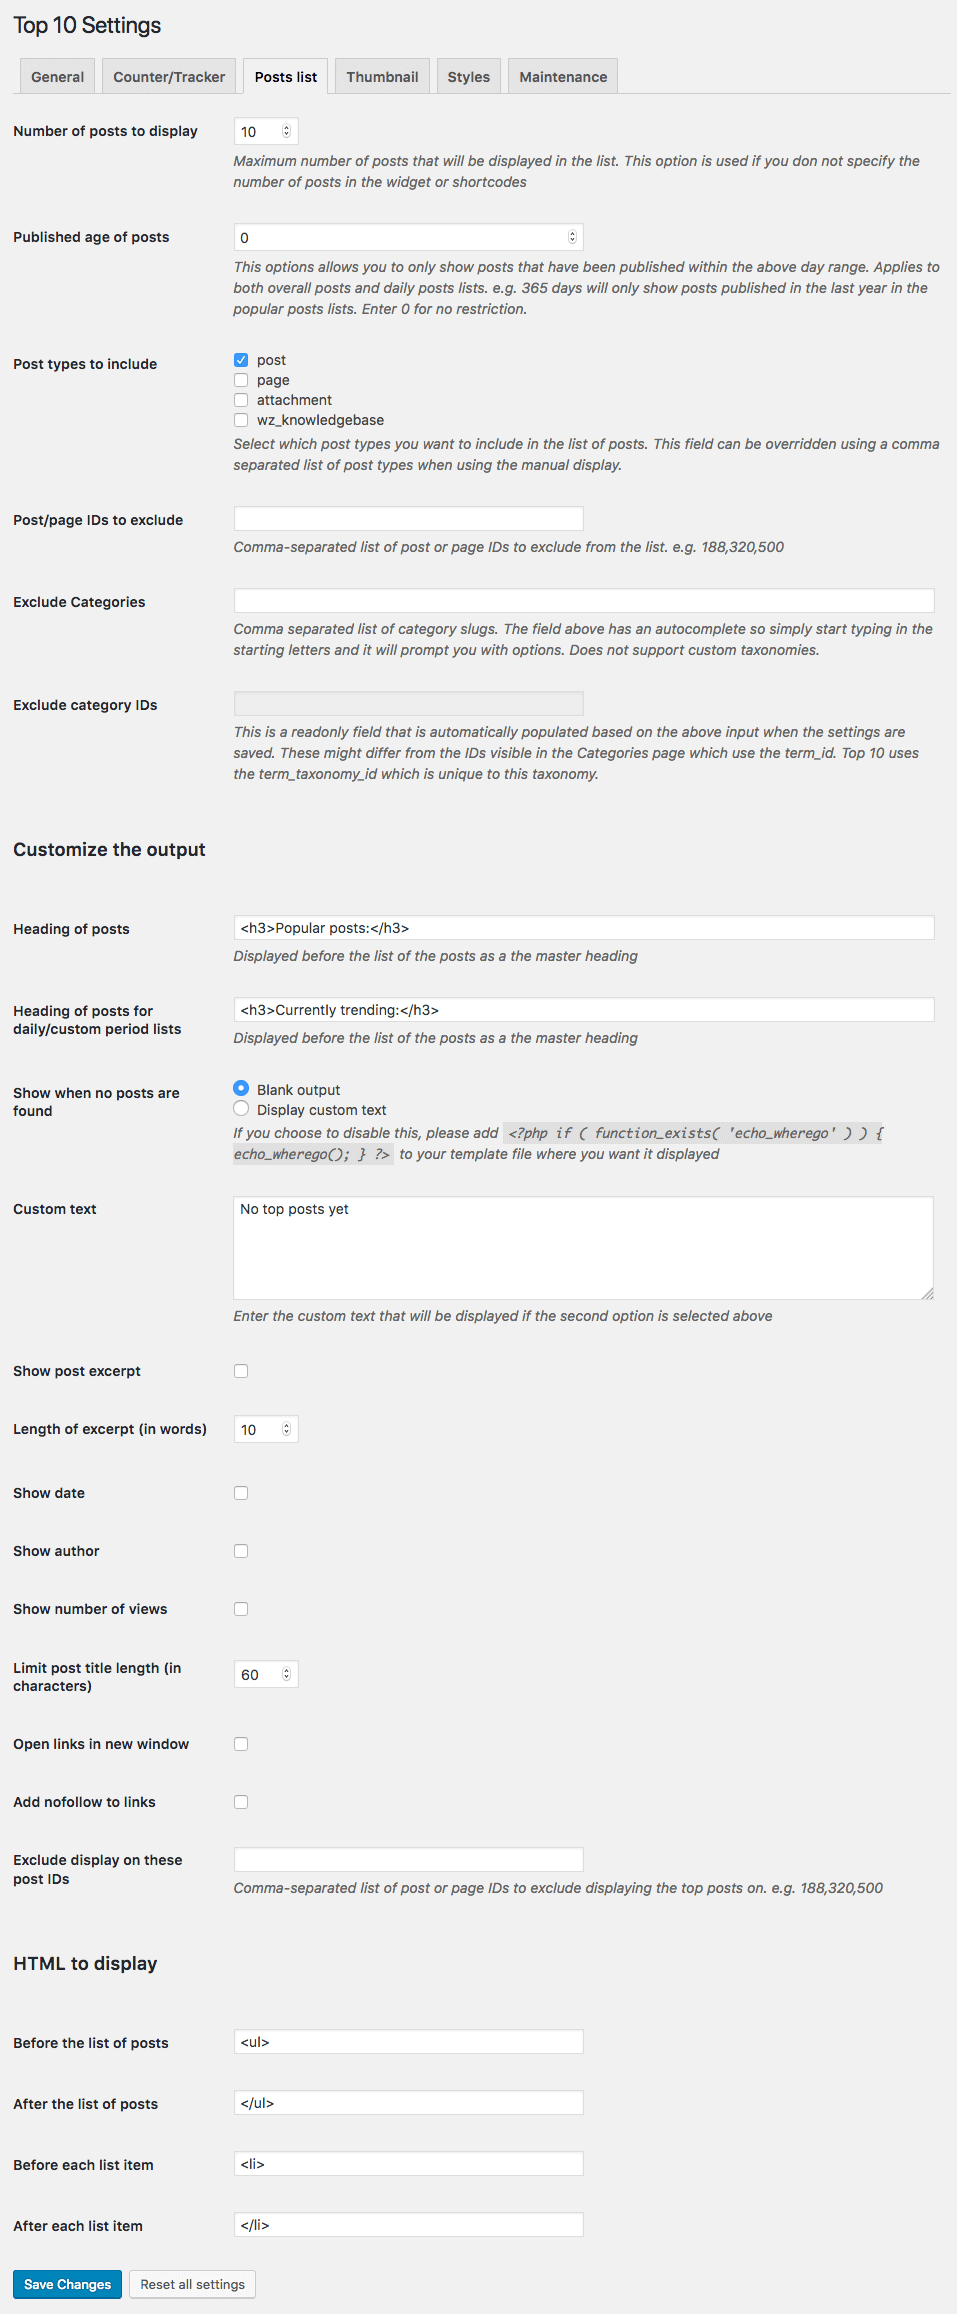 Top 10 Settings
General Counter/Tracker Posts list Thumbnail Styles Maintenance
Number of posts to display
10
Maximum number of posts that will be displayed in the list. This option is used if you don not specify the
number of posts in the widget or shortcodes
Published age of posts
0
This options allows you to only show posts that have been published within the above day range. Applies to
both overall posts and daily posts lists. e.g. 365 days will only show posts published in the last year in the
popular posts lists. Enter 0 for no restriction.
Post types to include
post
page
attachment
wz_knowledgebase
Select which post types you want to include in the list of posts. This field can be overridden using a comma
separated list of post types when using the manual display.
Post/page IDs to exclude
Comma-separated list of post or page IDs to exclude from the list. e.g. 188,320,500
Exclude Categories
Comma separated list of category slugs. The field above has an autocomplete so simply start typing in the
starting letters and it will prompt you with options. Does not support custom taxonomies.
Exclude category IDs
This is a readonly field that is automatically populated based on the above input when the settings are
saved. These might differ from the IDs visible in the Categories page which use the term_id. Top 10 uses
the term_taxonomy_id which is unique to this taxonomy.
Customize the output
Heading of posts
<h3>Popular posts:</h3>
Displayed before the list of the posts as a the master heading
Heading of posts for
daily/custom period lists
<h3>Currently trending:</h3>
Displayed before the list of the posts as a the master heading
Show when no posts are
found
Blank output
Display custom text
If you choose to disable this, please add <?php if ( function_exists( 'echo_wherego' ) ) {
echo_wherego(); } ?> to your template file where you want it displayed
Custom text
No top posts yet
Enter the custom text that will be displayed if the second option is selected above
Show post excerpt
Length of excerpt (in words)
10
Show date
Show author
Show number of views
Limit post title length (in
characters)
60
Open links in new window
Add nofollow to links
Exclude display on these
post IDs
Comma-separated list of post or page IDs to exclude displaying the top posts on. e.g. 188,320,500
HTML to display
Before the list of posts
<ul>
After the list of posts
</ul>
Before each list item
<li>
After each list item
</li>
Save Changes Reset all settings